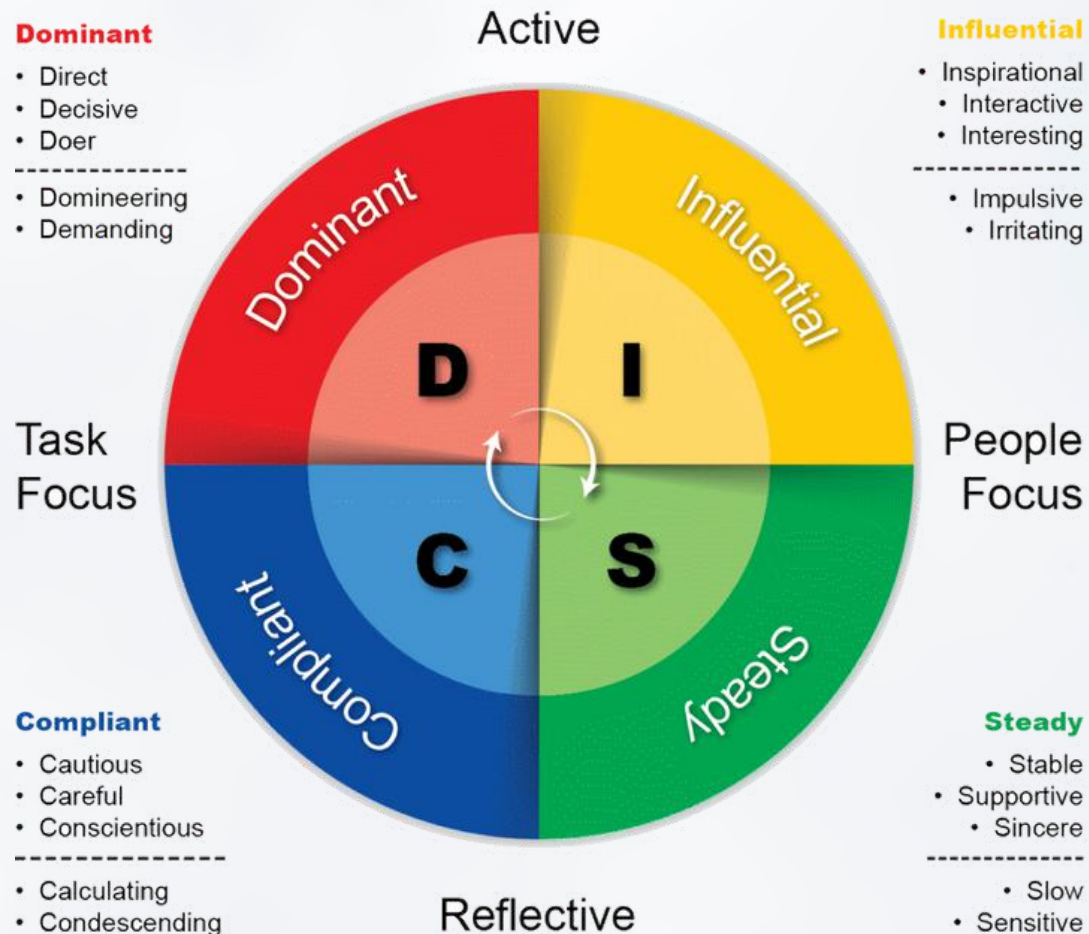 Active
Dominant
• Direct
• Decisive
• Doer
• Domineering
• Demanding
Influential
• Inspirational
• Interactive
• Interesting
• Impulsive
• Irritating
Dominant
Influential
D
I
Task
Focus
People
Focus
C
S
Compliant
Steady
Compliant
• Cautious
• Careful
• Conscientious
• Calculating
• Condescending
Steady
• Stable
• Supportive
• Sincere
• Slow
• Sensitive
Reflective